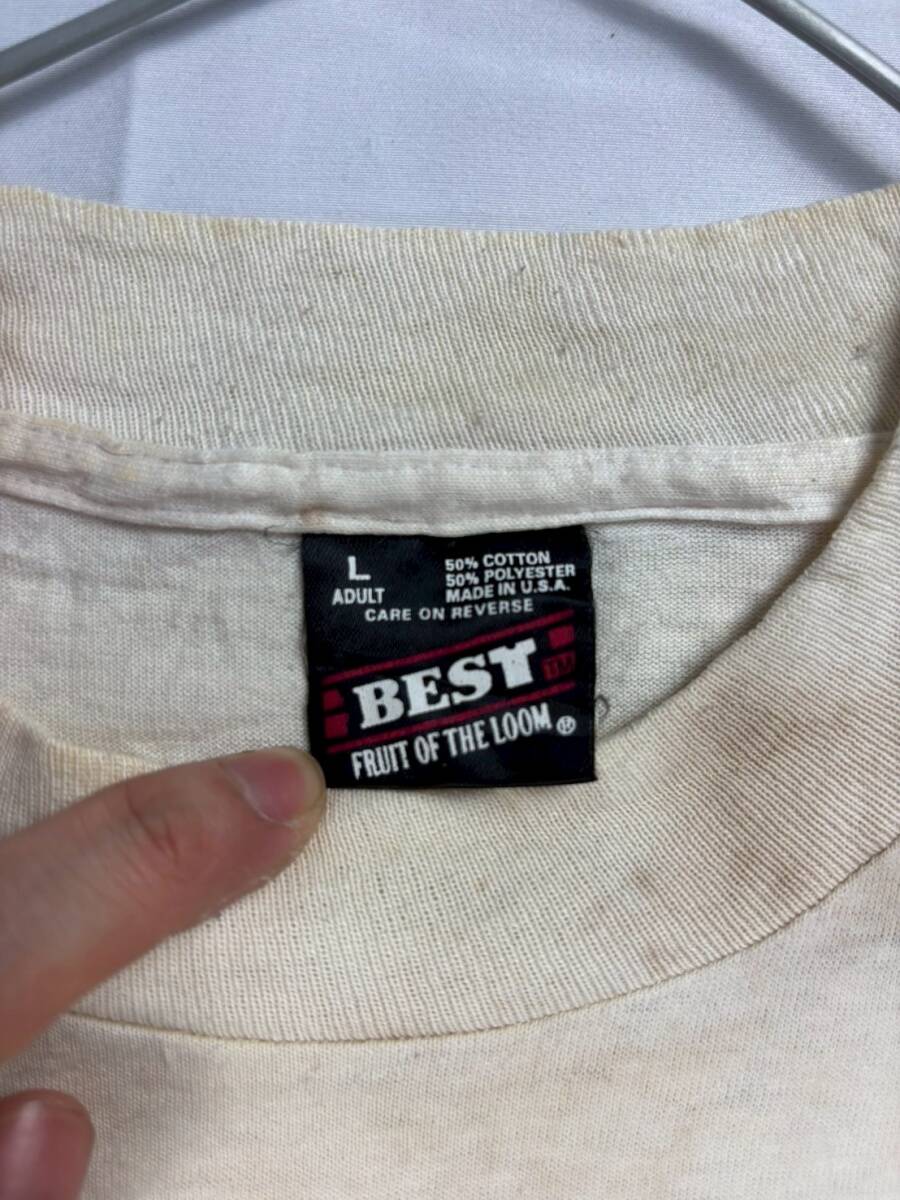 L
ADULT
50% COTTON
50% POLYESTER
MADE IN U.S.A.
CARE ON REVERSE
BEST TM
FRUIT OF THE LOOM ®